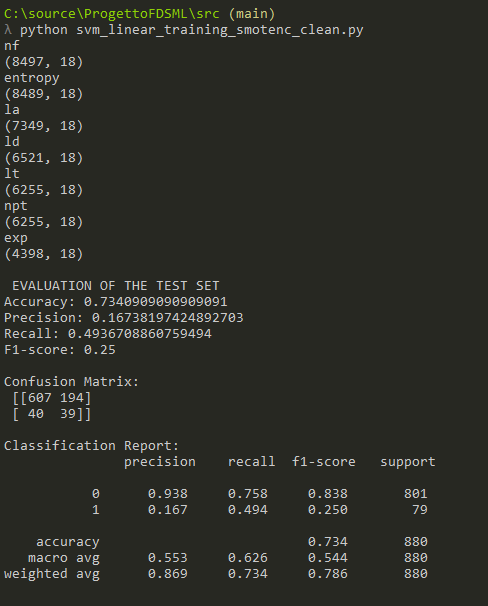 C:\source\ProgettoFDSML\src (main)
λ python svm_linear_training_smotenc_clean.py
nf
(8497, 18)
entropy
(8489, 18)
la
(7349, 18)
ld
(6521, 18)
lt
(6255, 18)
npt
(6255, 18)
exp
(4398, 18)

 EVALUATION OF THE TEST SET
Accuracy: 0.7340909090909091
Precision: 0.16738197424892703
Recall: 0.4936708860759494
F1-score: 0.25

Confusion Matrix:
 [[607 194]
 [ 40  39]]

Classification Report:
               precision    recall  f1-score   support

           0      0.938     0.758     0.838       801
           1      0.167     0.494     0.250        79

    accuracy                          0.734       880
   macro avg      0.553     0.626     0.544       880
weighted avg      0.869     0.734     0.786       880